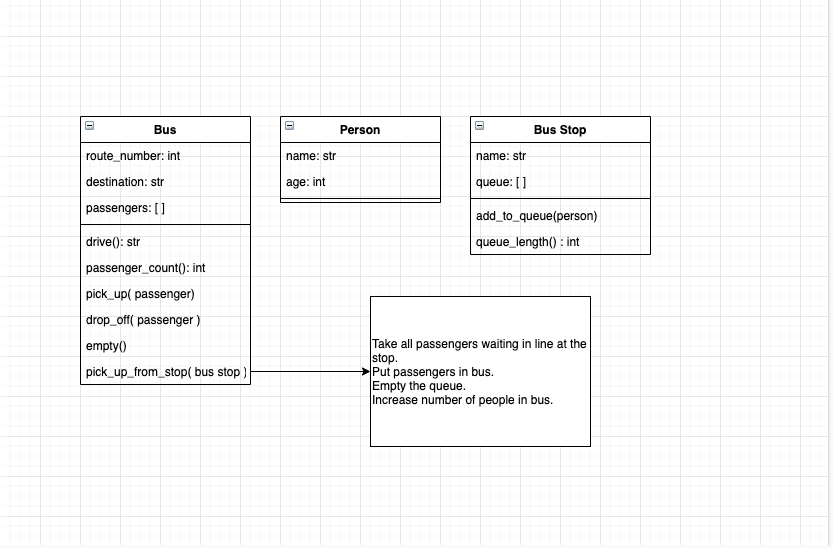 Bus
route_number: int
destination: str
passengers: [ ]
drive(): str
passenger_count(): int
pick_up( passenger)
drop_off( passenger )
empty()
pick_up_from_stop( bus stop )
Person
name: str
age: int
Bus Stop
name: str
queue: [ ]
add_to_queue(person)
queue_length() : int
Take all passengers waiting in line at the
stop.
Put passengers in bus.
Empty the queue.
Increase number of people in bus.